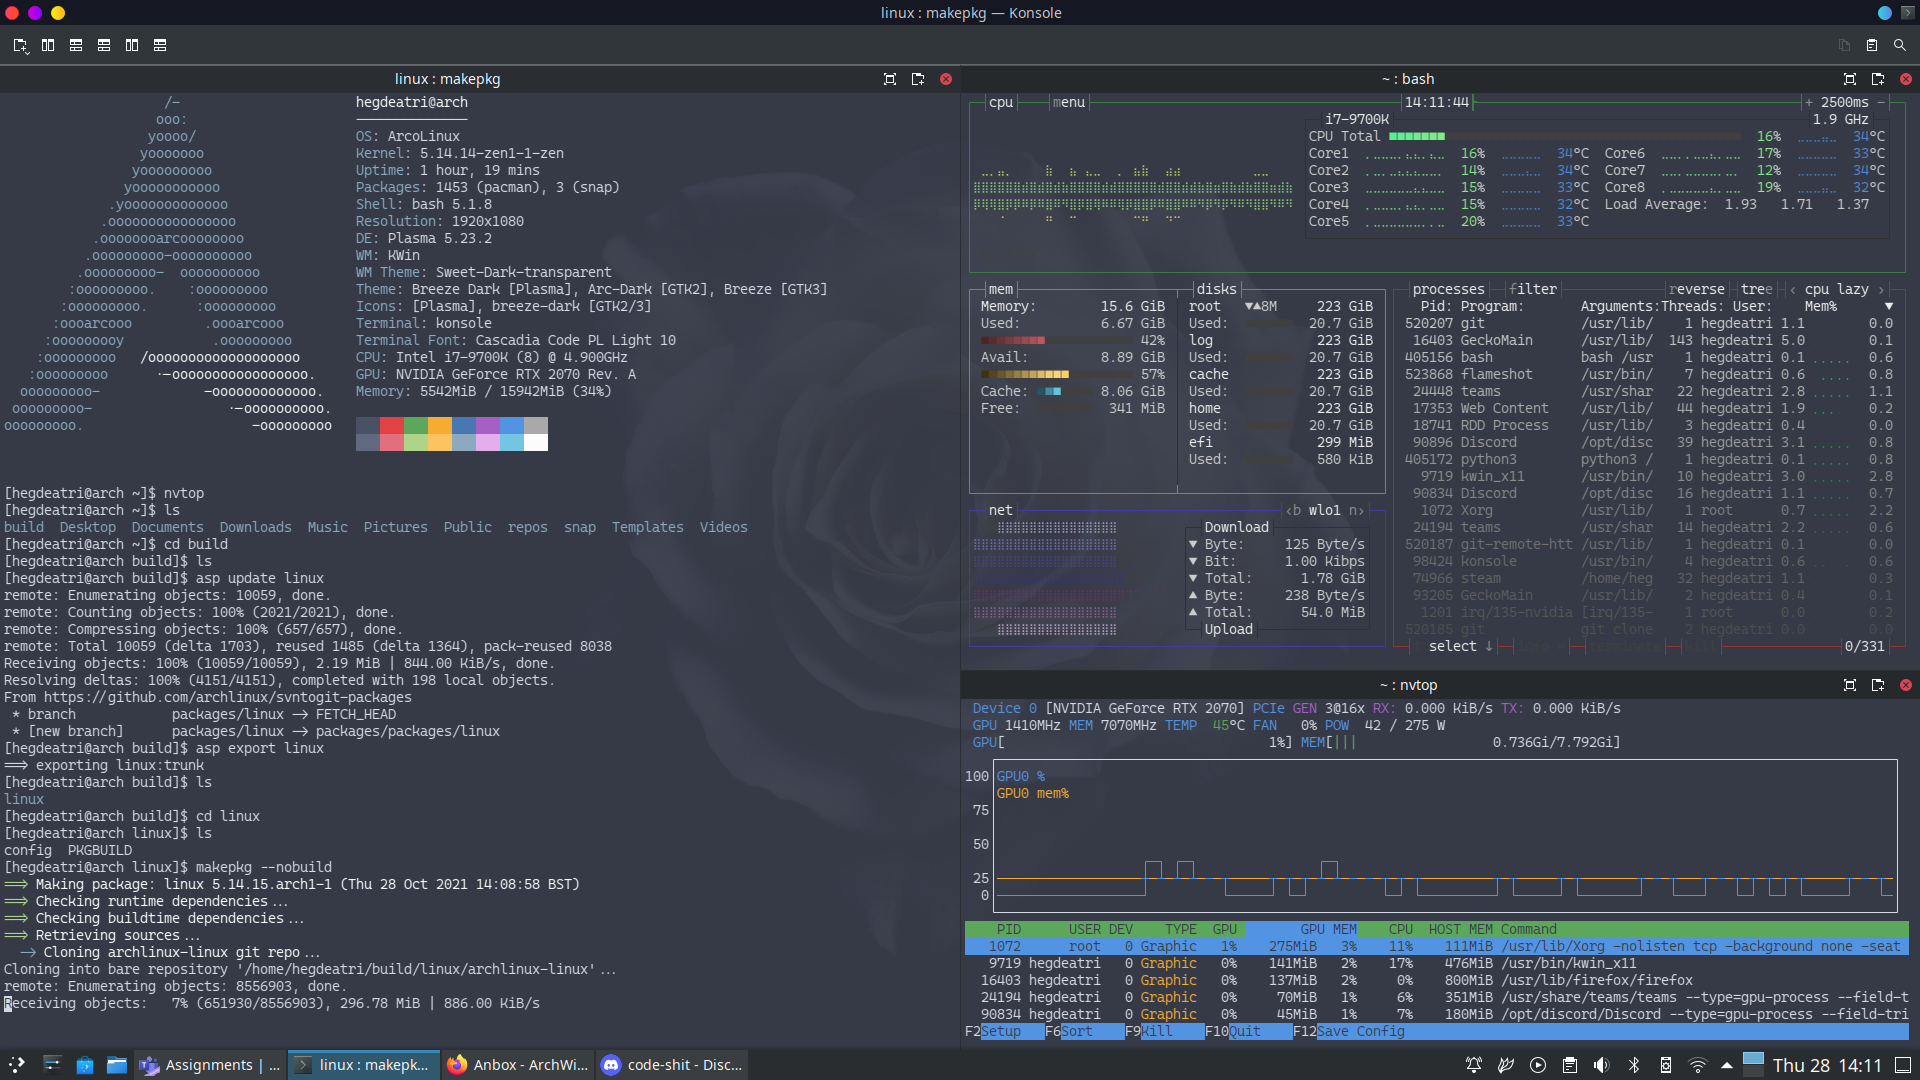 linux : makepkg — Konsole
linux : makepkg
/-
ooo:
yoooo/
yooooooo
yooooooooo
yooooooooooo
.yooooooooooooo
.oooooooooooooooo
.oooooooarcoooooooo
.ooooooooo-oooooooooo
.ooooooooo-  oooooooooo
:ooooooooo.    :ooooooooo
:ooooooooo.      :ooooooooo
:oooarcooo         .oooarcooo
:ooooooooy           .ooooooooo
:ooooooooo   /ooooooooooooooooooo
:ooooooooo      .-ooooooooooooooooo.
ooooooooo-             -ooooooooooooo.
ooooooooo-                 .-oooooooooo.
ooooooooo.                     -ooooooooo
hegdeatri@arch
OS: ArcoLinux
Kernel: 5.14.14-zen1-1-zen
Uptime: 1 hour, 19 mins
Packages: 1453 (pacman), 3 (snap)
Shell: bash 5.1.8
Resolution: 1920x1080
DE: Plasma 5.23.2
WM: KWin
WM Theme: Sweet-Dark-transparent
Theme: Breeze Dark [Plasma], Arc-Dark [GTK2], Breeze [GTK3]
Icons: [Plasma], breeze-dark [GTK2/3]
Terminal: konsole
Terminal Font: Cascadia Code PL Light 10
CPU: Intel i7-9700K (8) @ 4.900GHz
GPU: NVIDIA GeForce RTX 2070 Rev. A
Memory: 5542MiB / 15942MiB (34%)
[hegdeatri@arch ~]$ nvtop
[hegdeatri@arch ~]$ ls
build  Desktop  Documents  Downloads  Music  Pictures  Public  repos  snap  Templates  Videos
[hegdeatri@arch ~]$ cd build
[hegdeatri@arch build]$ ls
[hegdeatri@arch build]$ asp update linux
remote: Enumerating objects: 10059, done.
remote: Counting objects: 100% (2021/2021), done.
remote: Compressing objects: 100% (657/657), done.
remote: Total 10059 (delta 1703), reused 1485 (delta 1364), pack-reused 8038
Receiving objects: 100% (10059/10059), 2.19 MiB | 844.00 KiB/s, done.
Resolving deltas: 100% (4151/4151), completed with 198 local objects.
From https://github.com/archlinux/svntogit-packages
* branch            packages/linux -> FETCH_HEAD
* [new branch]      packages/linux -> packages/packages/linux
[hegdeatri@arch build]$ asp export linux
==> exporting linux:trunk
[hegdeatri@arch build]$ ls
linux
[hegdeatri@arch build]$ cd linux
[hegdeatri@arch linux]$ ls
config  PKGBUILD
[hegdeatri@arch linux]$ makepkg --nobuild
==> Making package: linux 5.14.15.arch1-1 (Thu 28 Oct 2021 14:08:58 BST)
==> Checking runtime dependencies...
==> Checking buildtime dependencies...
==> Retrieving sources...
-> Cloning archlinux-linux git repo...
Cloning into bare repository '/home/hegdeatri/build/linux/archlinux-linux'...
remote: Enumerating objects: 8556903, done.
Receiving objects:   7% (651930/8556903), 296.78 MiB | 886.00 KiB/s
~ : bash
cpu menu 14:11:44 + 2500ms -
i7-9700K 1.9 GHz
CPU Total 16% 34°C
Core1 16% 34°C Core6 17% 33°C
Core2 14% 34°C Core7 12% 34°C
Core3 15% 33°C Core8 19% 32°C
Core4 15% 32°C Load Average: 1.93 1.71 1.37
Core5 20% 33°C
mem
Memory: 15.6 GiB
Used: 6.67 GiB
42%
Avail: 8.89 GiB
57%
Cache: 8.06 GiB
Free: 341 MiB
disks
root ▼▲8M 223 GiB
Used: 20.7 GiB
log 223 GiB
Used: 20.7 GiB
cache 223 GiB
Used: 20.7 GiB
home 223 GiB
Used: 20.7 GiB
efi 299 MiB
Used: 580 KiB
net <b wlo1 n>
Download
▼ Byte: 125 Byte/s
▼ Bit: 1.00 Kibps
▼ Total: 1.78 GiB
▲ Byte: 238 Byte/s
▲ Total: 54.0 MiB
Upload
processes filter reverse tree < cpu lazy >
Pid: Program: Arguments: Threads: User: Mem% ▼
520207 git /usr/lib/ 1 hegdeatri 1.1 0.0
16403 GeckoMain /usr/lib/ 143 hegdeatri 5.0 0.1
405156 bash bash /usr 1 hegdeatri 0.1 0.6
523868 flameshot /usr/bin/ 7 hegdeatri 0.6 0.8
24448 teams /usr/shar 22 hegdeatri 2.8 1.1
17353 Web Content /usr/lib/ 44 hegdeatri 1.9 0.2
18741 RDD Process /usr/lib/ 3 hegdeatri 0.4 0.0
90896 Discord /opt/disc 39 hegdeatri 3.1 0.8
405172 python3 python3 / 1 hegdeatri 0.1 0.8
9719 kwin_x11 /usr/bin/ 10 hegdeatri 3.0 2.8
90834 Discord /opt/disc 16 hegdeatri 1.1 0.7
1072 Xorg /usr/lib/ 1 root 0.7 2.2
24194 teams /usr/shar 14 hegdeatri 2.2 0.6
520187 git-remote-htt /usr/lib/ 1 hegdeatri 0.1 0.0
98424 konsole /usr/bin/ 4 hegdeatri 0.6 0.6
74966 steam /home/heg 32 hegdeatri 1.1 0.3
93205 GeckoMain /usr/lib/ 2 hegdeatri 0.4 0.1
1201 irq/135-nvidia [irq/135- 1 root 0.0 0.2
520185 git git clone 2 hegdeatri 0.0 0.0
select ↓ 0/331
~ : nvtop
Device 0 [NVIDIA GeForce RTX 2070] PCIe GEN 3@16x RX: 0.000 KiB/s TX: 0.000 KiB/s
GPU 1410MHz MEM 7070MHz TEMP  45°C FAN   0% POW  42 / 275 W
GPU[ 1%] MEM[||| 0.736Gi/7.792Gi]
100 GPU0 %
GPU0 mem%
75
50
25
0
PID USER DEV TYPE GPU GPU MEM CPU HOST MEM Command
1072 root 0 Graphic 1% 275MiB 3% 11% 111MiB /usr/lib/Xorg -nolisten tcp -background none -seat
9719 hegdeatri 0 Graphic 0% 141MiB 2% 17% 476MiB /usr/bin/kwin_x11
16403 hegdeatri 0 Graphic 0% 137MiB 2% 0% 800MiB /usr/lib/firefox/firefox
24194 hegdeatri 0 Graphic 0% 70MiB 1% 6% 351MiB /usr/share/teams/teams --type=gpu-process --field-t
90834 hegdeatri 0 Graphic 0% 45MiB 1% 7% 180MiB /opt/discord/Discord --type=gpu-process --field-tri
F2Setup F6Sort F9Kill F10Quit F12Save Config
Assignments | ...
linux : makepk...
Anbox - ArchWi...
code-shit - Disc...
Thu 28 14:11